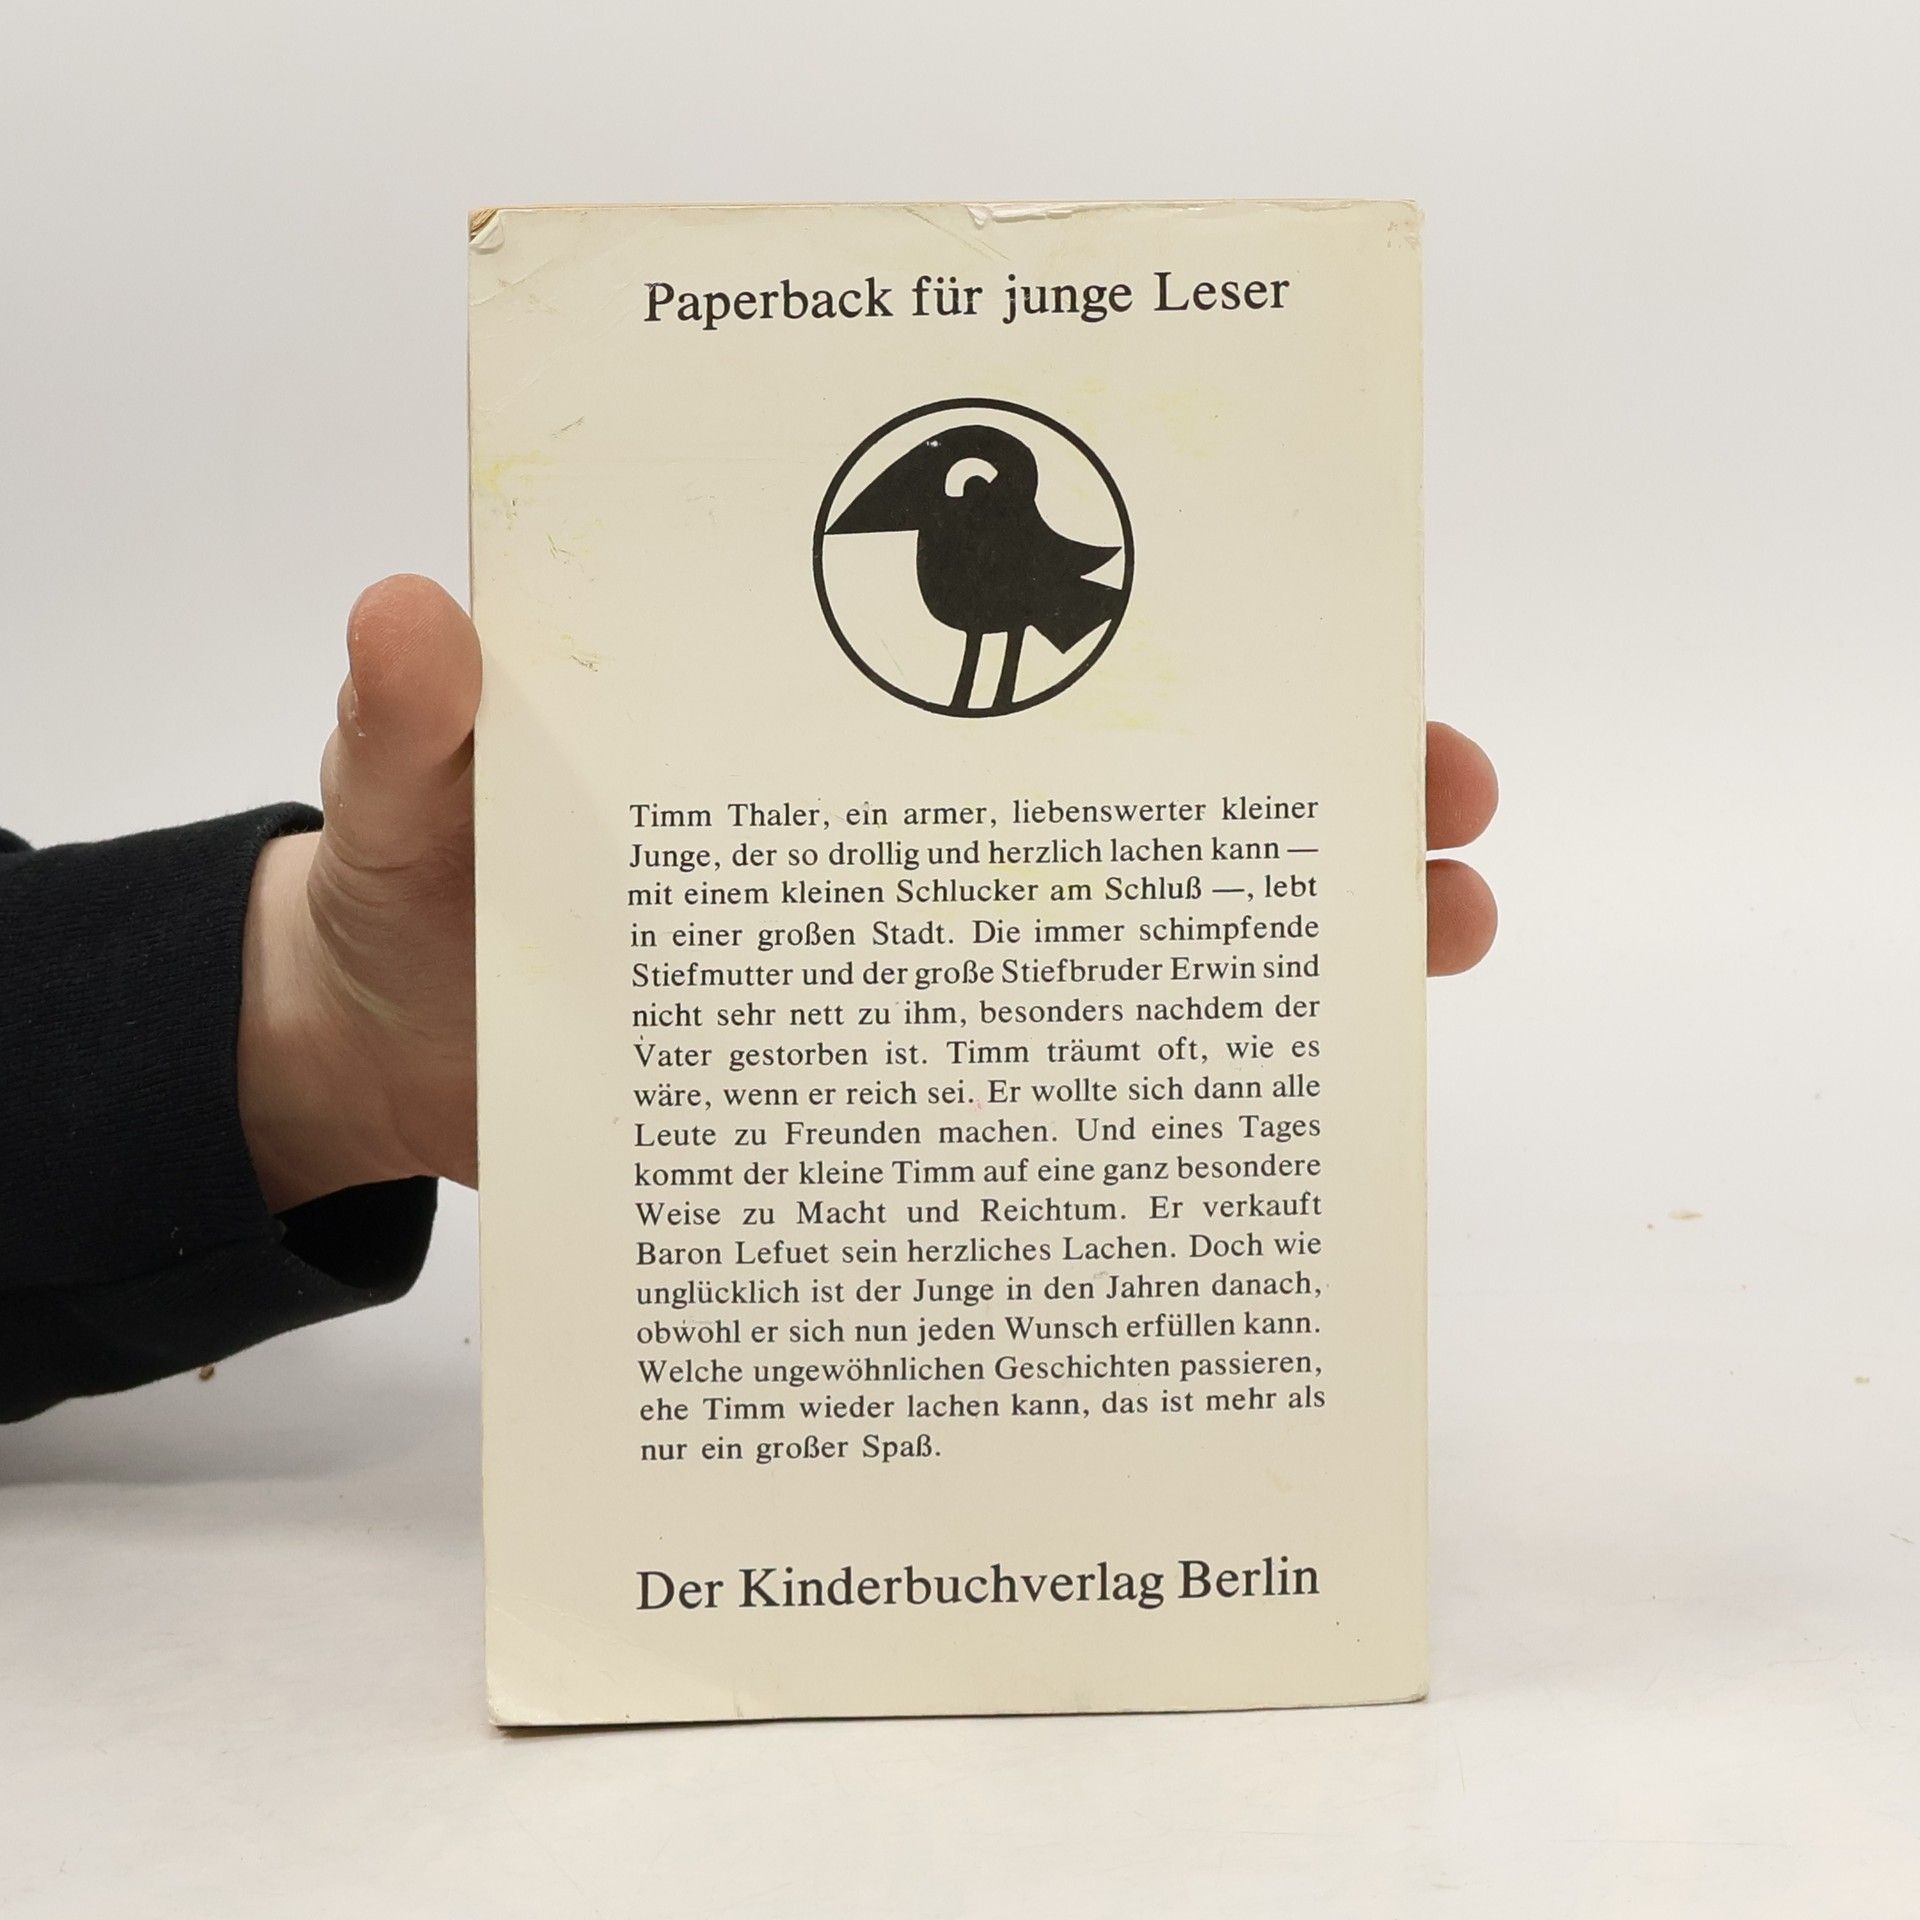 Paperback für junge Leser
Timm Thaler, ein armer, liebenswerter kleiner
Junge, der so drollig und herzlich lachen kann —
mit einem kleinen Schlucker am Schluß —, lebt
in einer großen Stadt. Die immer schimpfende
Stiefmutter und der große Stiefbruder Erwin sind
nicht sehr nett zu ihm, besonders nachdem der
Vater gestorben ist. Timm träumt oft, wie es
wäre, wenn er reich sei. Er wollte sich dann alle
Leute zu Freunden machen. Und eines Tages
kommt der kleine Timm auf eine ganz besondere
Weise zu Macht und Reichtum. Er verkauft
Baron Lefuet sein herzliches Lachen. Doch wie
unglücklich ist der Junge in den Jahren danach,
obwohl er sich nun jeden Wunsch erfüllen kann.
Welche ungewöhnlichen Geschichten passieren,
ehe Timm wieder lachen kann, das ist mehr als
nur ein großer Spaß.
Der Kinderbuchverlag Berlin